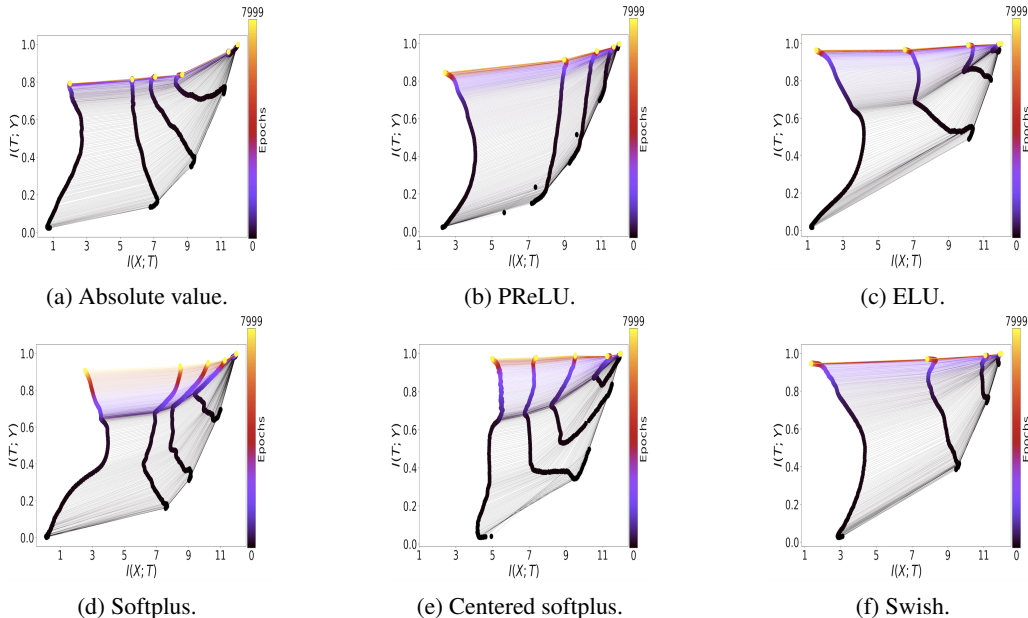 7999 7999 7999
1.0 1.0 1.0
0.8 0.8 0.8
0.6 0.6 0.6
0.4 0.4 0.4
0.2 0.2 0.2
0.0 0.0 0.0
I(T; Y) Epochs I(T; Y) Epochs I(T; Y) Epochs
1 3 5 7 9 11 0 1 3 5 7 9 11 0 1 3 5 7 9 11 0
I(X; T) I(X; T) I(X; T)
(a) Absolute value. (b) PReLU. (c) ELU.
7999 7999 7999
1.0 1.0 1.0
0.8 0.8 0.8
0.6 0.6 0.6
0.4 0.4 0.4
0.2 0.2 0.2
0.0 0.0 0.0
I(T; Y) Epochs I(T; Y) Epochs I(T; Y) Epochs
1 3 5 7 9 11 0 1 3 5 7 9 11 0 1 3 5 7 9 11 0
I(X; T) I(X; T) I(X; T)
(d) Softplus. (e) Centered softplus. (f) Swish.